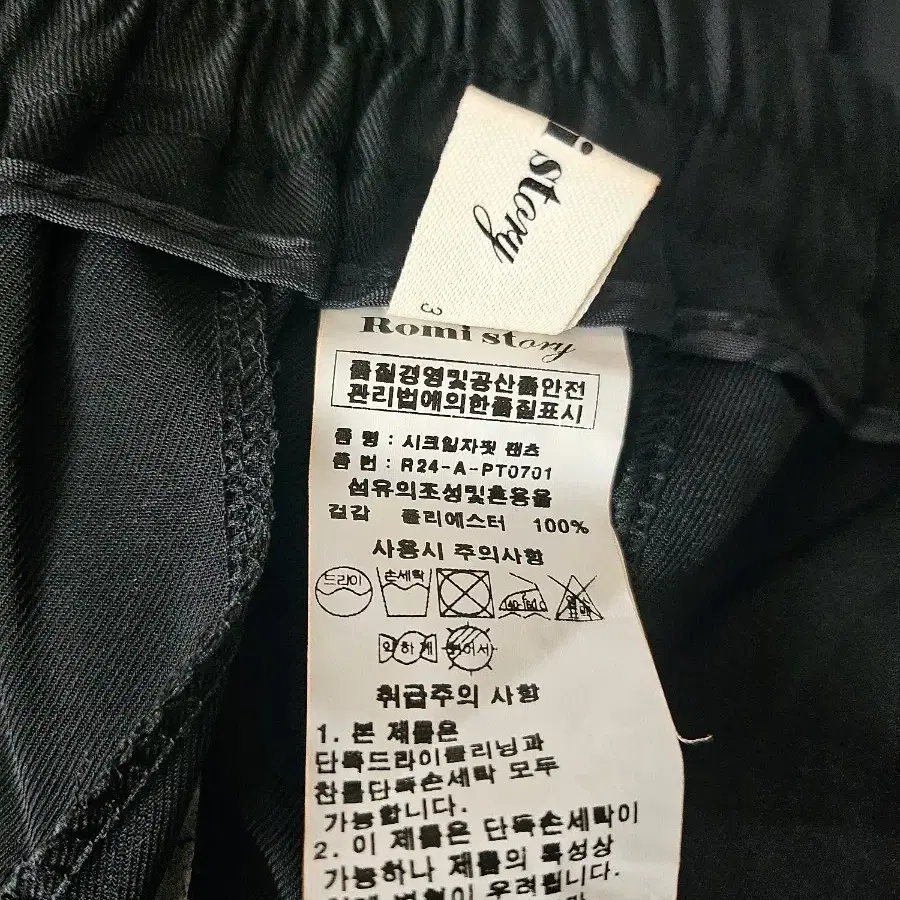 i story
3
Romi story
품질경영및공산품안전
관리법에의한품질표시
품 명 : 시크일자핏 팬츠
품 번 : R24-A-PT0701
섬유의조성및혼용율
겉감 폴리에스터 100%
사용시 주의사항
드라이 손세탁
약하게
취급주의 사항
1. 본 제품은
단독드라이클리닝과
찬물단독손세탁 모두
가능합니다.
2. 이 제품은 단독손세탁이
가능하나 제품의 특성상
우려됩니다.